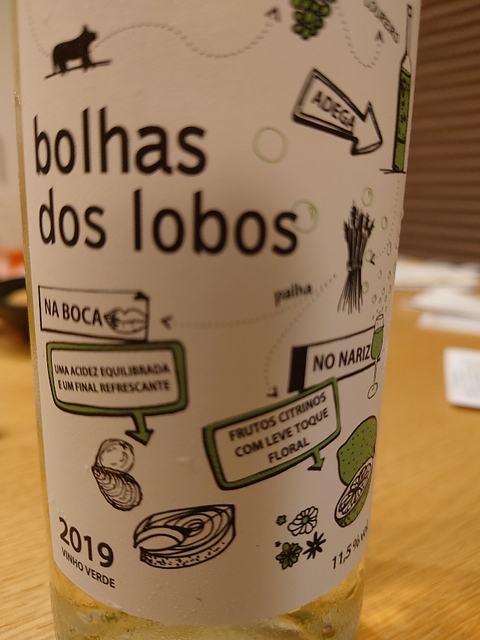 ADEGA
bolhas
dos lobos
palha
NA BOCA
NO NARIZ
UMA ACIDEZ EQUILIBRADA
E UM FINAL REFRESCANTE
FRUTOS CITRINOS
COM LEVE TOQUE
FLORAL
2019
VINHO VERDE
11,5 % vol